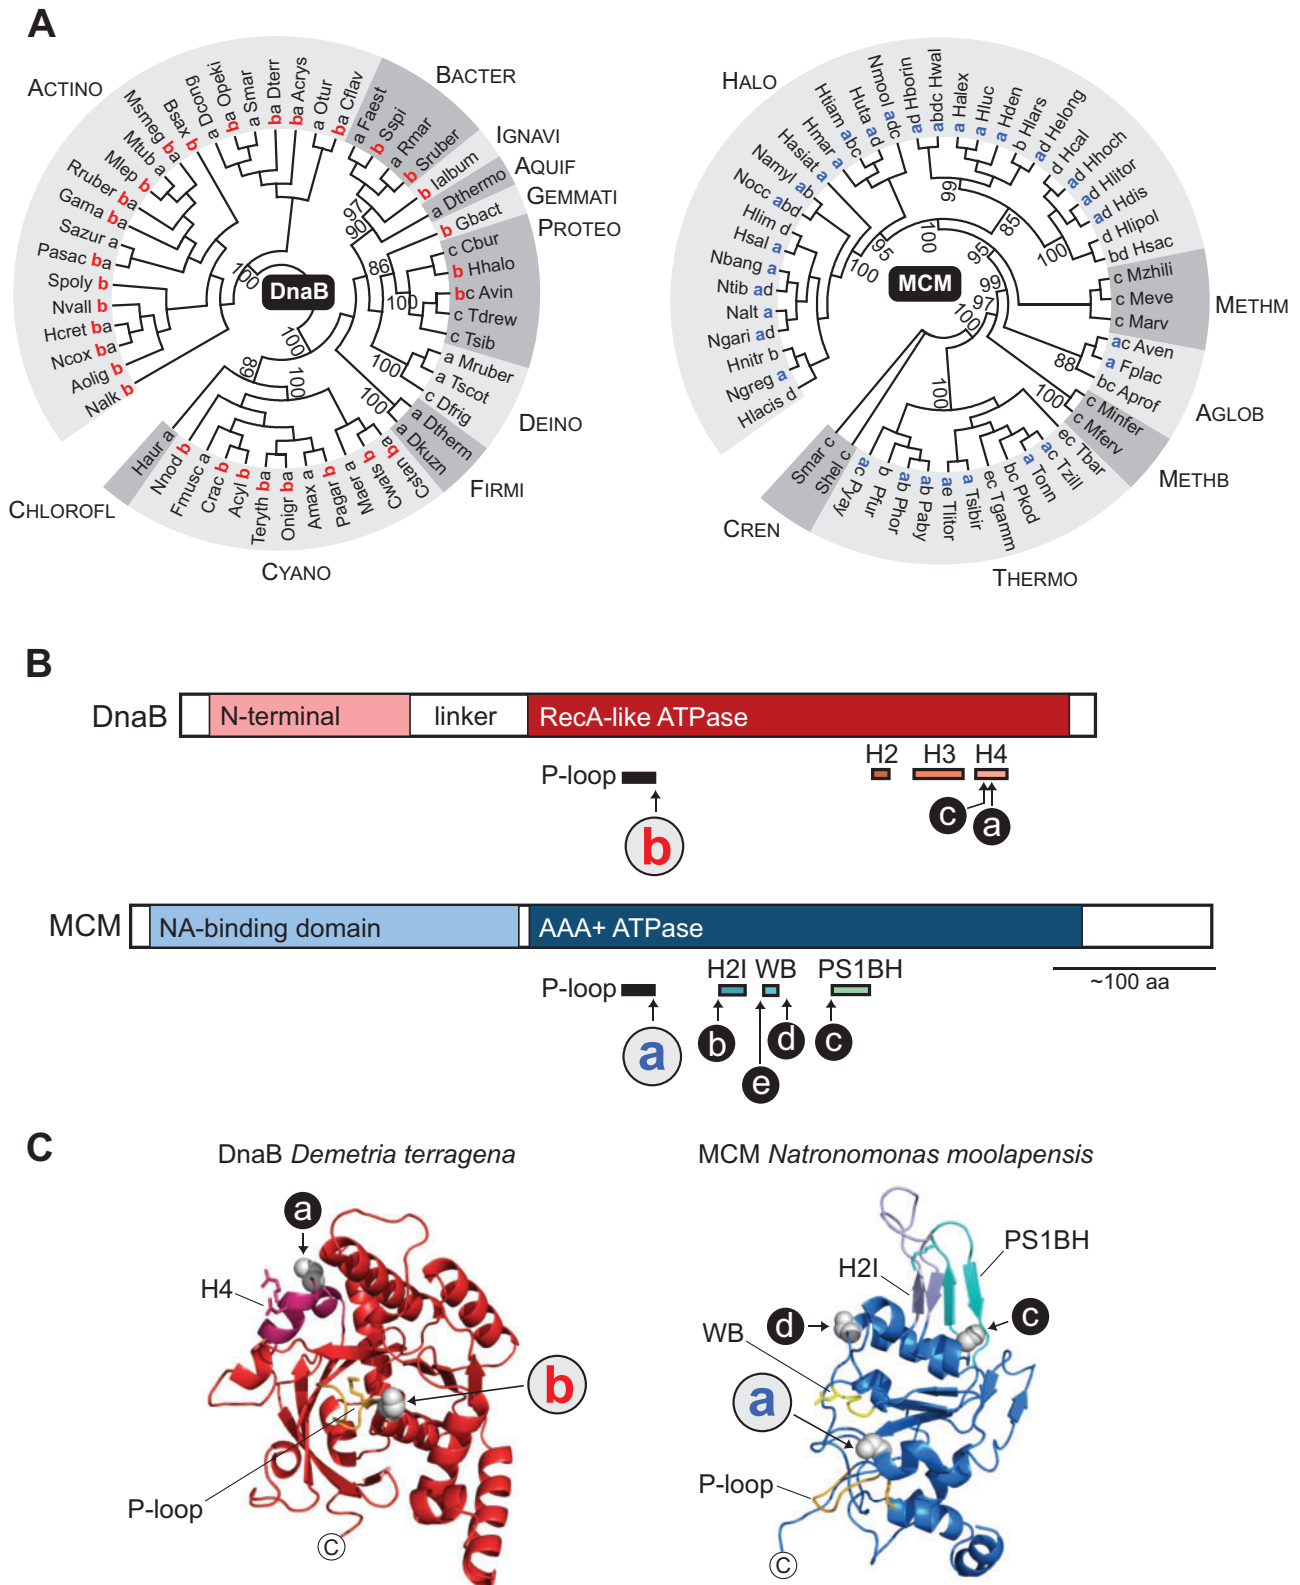 A
ACTINO
BACTER
IGNAVI
AQUIF
GEMMATI
PROTEO
DEINO
FIRMI
CYANO
CHLOROFL
DnaB
Nalk b
Aolig b
Ncox ba
Hcret ba
Nvall b
Spoly b
Pasac ba
Sazur a
Gama ba
Rruber ba
Mlep b
Mtub a
Msmeg ba
Bsax b
a Dcong
ba Opeki
a Smar
ba Dterr
ba Acrys
a Otur
ba Cflav
a Faest
b Sspi
a Rmar
b Sruber
b Ialbum
a Dthermo
b Gbact
c Cbur
b Hhalo
bc Avin
c Tdrew
c Tsib
a Mruber
a Tscot
c Dfrig
a Dtherm
a Dkuzn
Cstan ba
Cwats b
Maer a
Pagar b
Amax a
Onigr ba
Teryth ba
Acyl b
Crac b
Fmusc a
Nnod b
Haur a
100
97
90
86
100
100
100
100
100
68
HALO
METHM
AGLOB
METHB
THERMO
CREN
MCM
Hlacis d
Ngreg a
Hnitr b
Ngari ad
Nalt a
Ntib ad
Nbang a
Hsal a
Hlim d
Nocc abd
Namyl ab
Hasiat a
Hmar a
Htiam abc
Huta ad
Nmool adc
ad Horin
abdc Hwal
a Halex
a Hluc
a Hden
b Hlars
ad Helong
d Hcal
ad Hhoch
ad Hlitor
ad Hdis
d Hlipol
bd Hsac
c Mzhili
c Meve
c Marv
ac Aven
a Fplac
bc Aprof
c Minfer
c Mferv
ec Tbar
ac Tzill
a Tonn
bc Pkod
ec Tgamm
a Tsibir
ae Tlitor
ab Paby
ab Phor
b Pfur
ac Pyay
Shel c
Smar c
99
85
100
95
100
100
95
99
97
100
88
100
100
B
DnaB
N-terminal
linker
RecA-like ATPase
P-loop
H2
H3
H4
b
c
a
MCM
NA-binding domain
AAA+ ATPase
P-loop
H2I
WB
PS1BH
~100 aa
a
b
e
d
c
C
DnaB Demetria terragena
a
H4
b
P-loop
C
MCM Natronomonas moolapensis
PS1BH
H2I
d
c
WB
a
P-loop
C